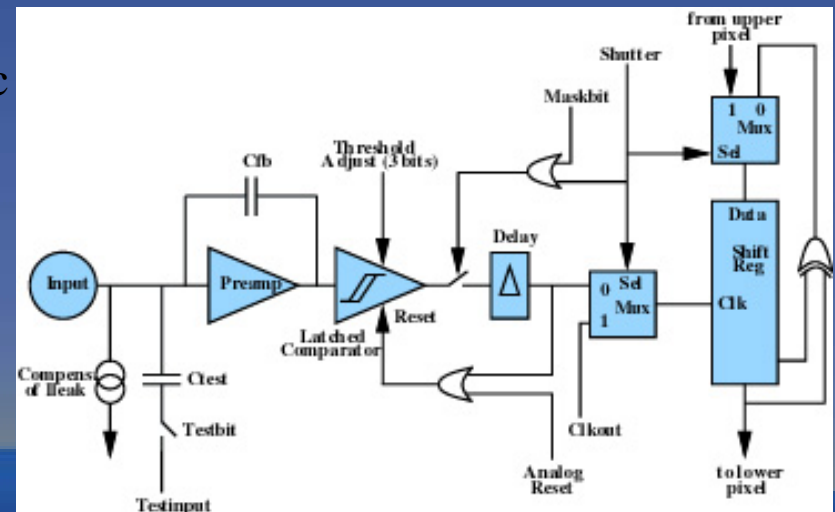 c
from upper
pixel
Shutter
Maskbit
1 0
Mux
Sel
Cfb
Threshold
Adjust (3 bits)
Data
Shift
Reg
Clk
Delay
Δ
Input
Preamp
0 Sel
Mux
1
Reset
Latched
Comparator
Compens.
of Ileak
Ctest
Testbit
Clkout
Analog
Reset
to lower
pixel
Testinput